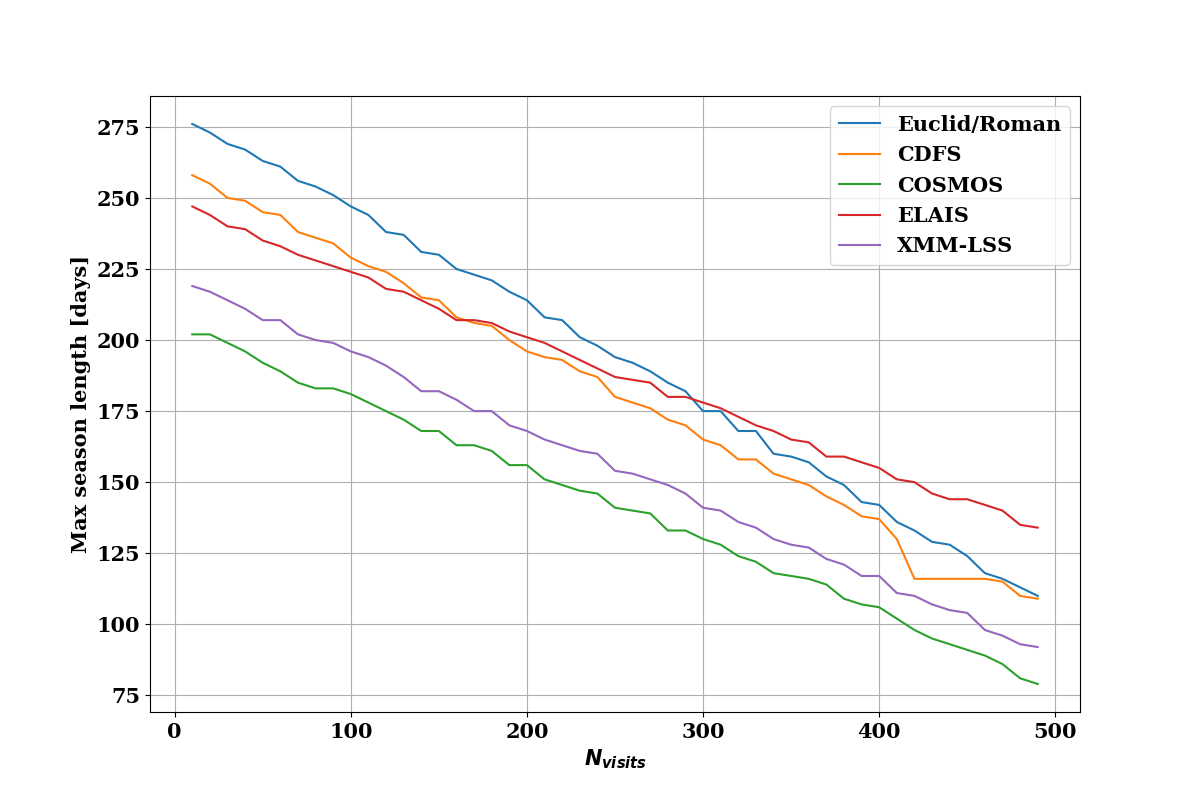 Max season length [days]
275
250
225
200
175
150
125
100
75
Euclid/Roman
CDFS
COSMOS
ELAIS
XMM-LSS
0 100 200 300 400 500
N_visits